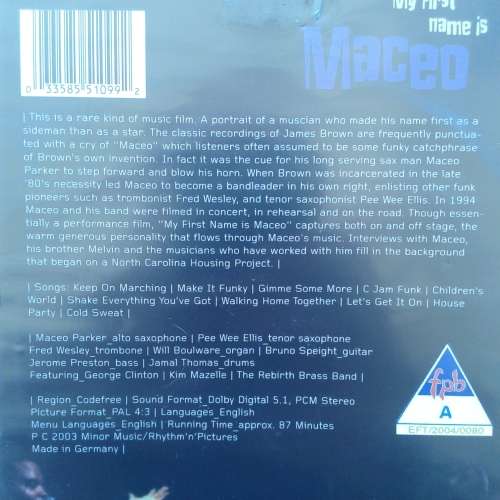 My First
name is
Maceo
0 33585 51099 2
| This is a rare kind of music film. A portrait of a muscian who made his name first as a
sideman than as a star. The classic recordings of James Brown are frequently punctua-
ted with a cry of "Maceo" which listeners often assumed to be some funky catchphrase
of Brown's own invention. In fact it was the cue for his long serving sax man Maceo
Parker to step forward and blow his horn. When Brown was incarcerated in the late
'80's necessity led Maceo to become a bandleader in his own right, enlisting other funk
pioneers such as trombonist Fred Wesley, and tenor saxophonist Pee Wee Ellis. In 1994
Maceo and his band were filmed in concert, in rehearsal and on the road. Though essen-
tially a performance film, "My First Name is Maceo" captures both on and off stage, the
warm generous personality that flows through Maceo's music. Interviews with Maceo,
his brother Melvin and the musicians who have worked with him fill in the background
that began on a North Carolina Housing Project. |
| Songs: Keep On Marching | Make It Funky | Gimme Some More | C Jam Funk | Children's
World | Shake Everything You've Got | Walking Home Together | Let's Get It On | House
Party | Cold Sweat |
| Maceo Parker_alto saxophone | Pee Wee Ellis_tenor saxophone
Fred Wesley_trombone | Will Boulware_organ | Bruno Speight_guitar
Jerome Preston_bass | Jamal Thomas_drums
Featuring_George Clinton | Kim Mazelle | The Rebirth Brass Band |
| Region_Codefree | Sound Format_Dolby Digital 5.1, PCM Stereo
Picture Format_PAL 4:3 | Languages_English
Menu Languages_English | Running Time_approx. 87 Minutes
P C 2003 Minor Music/Rhythm'n'Pictures
Made in Germany |
fpb
A
EFT/2004/0080